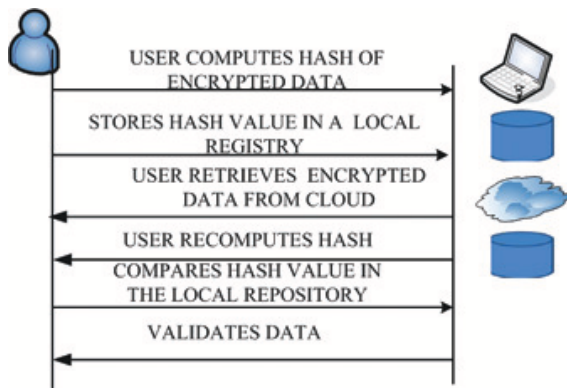 USER COMPUTES HASH OF
ENCRYPTED DATA
STORES HASH VALUE IN A LOCAL
REGISTRY
USER RETRIEVES ENCRYPTED
DATA FROM CLOUD
USER RECOMPUTES HASH
COMPARES HASH VALUE IN
THE LOCAL REPOSITORY
VALIDATES DATA